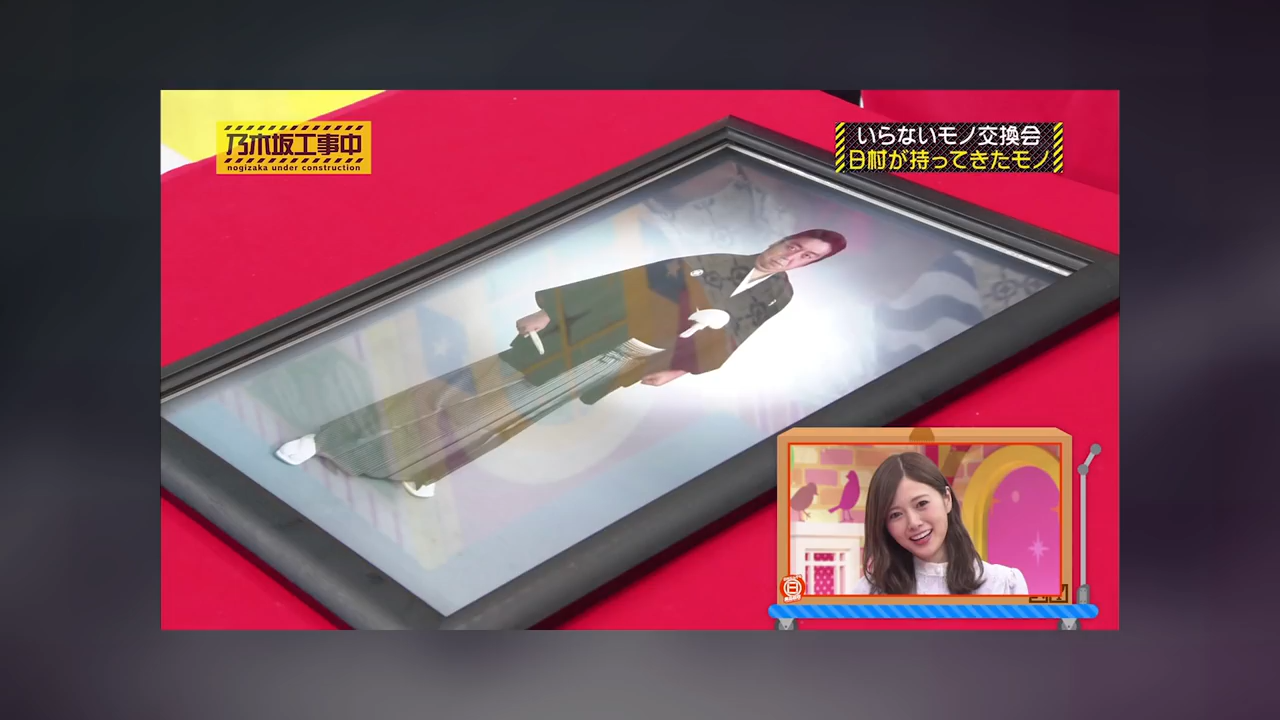 乃木坂工事中
nogizaka under construction
いらないモノ交換会
日村が持ってきたモノ